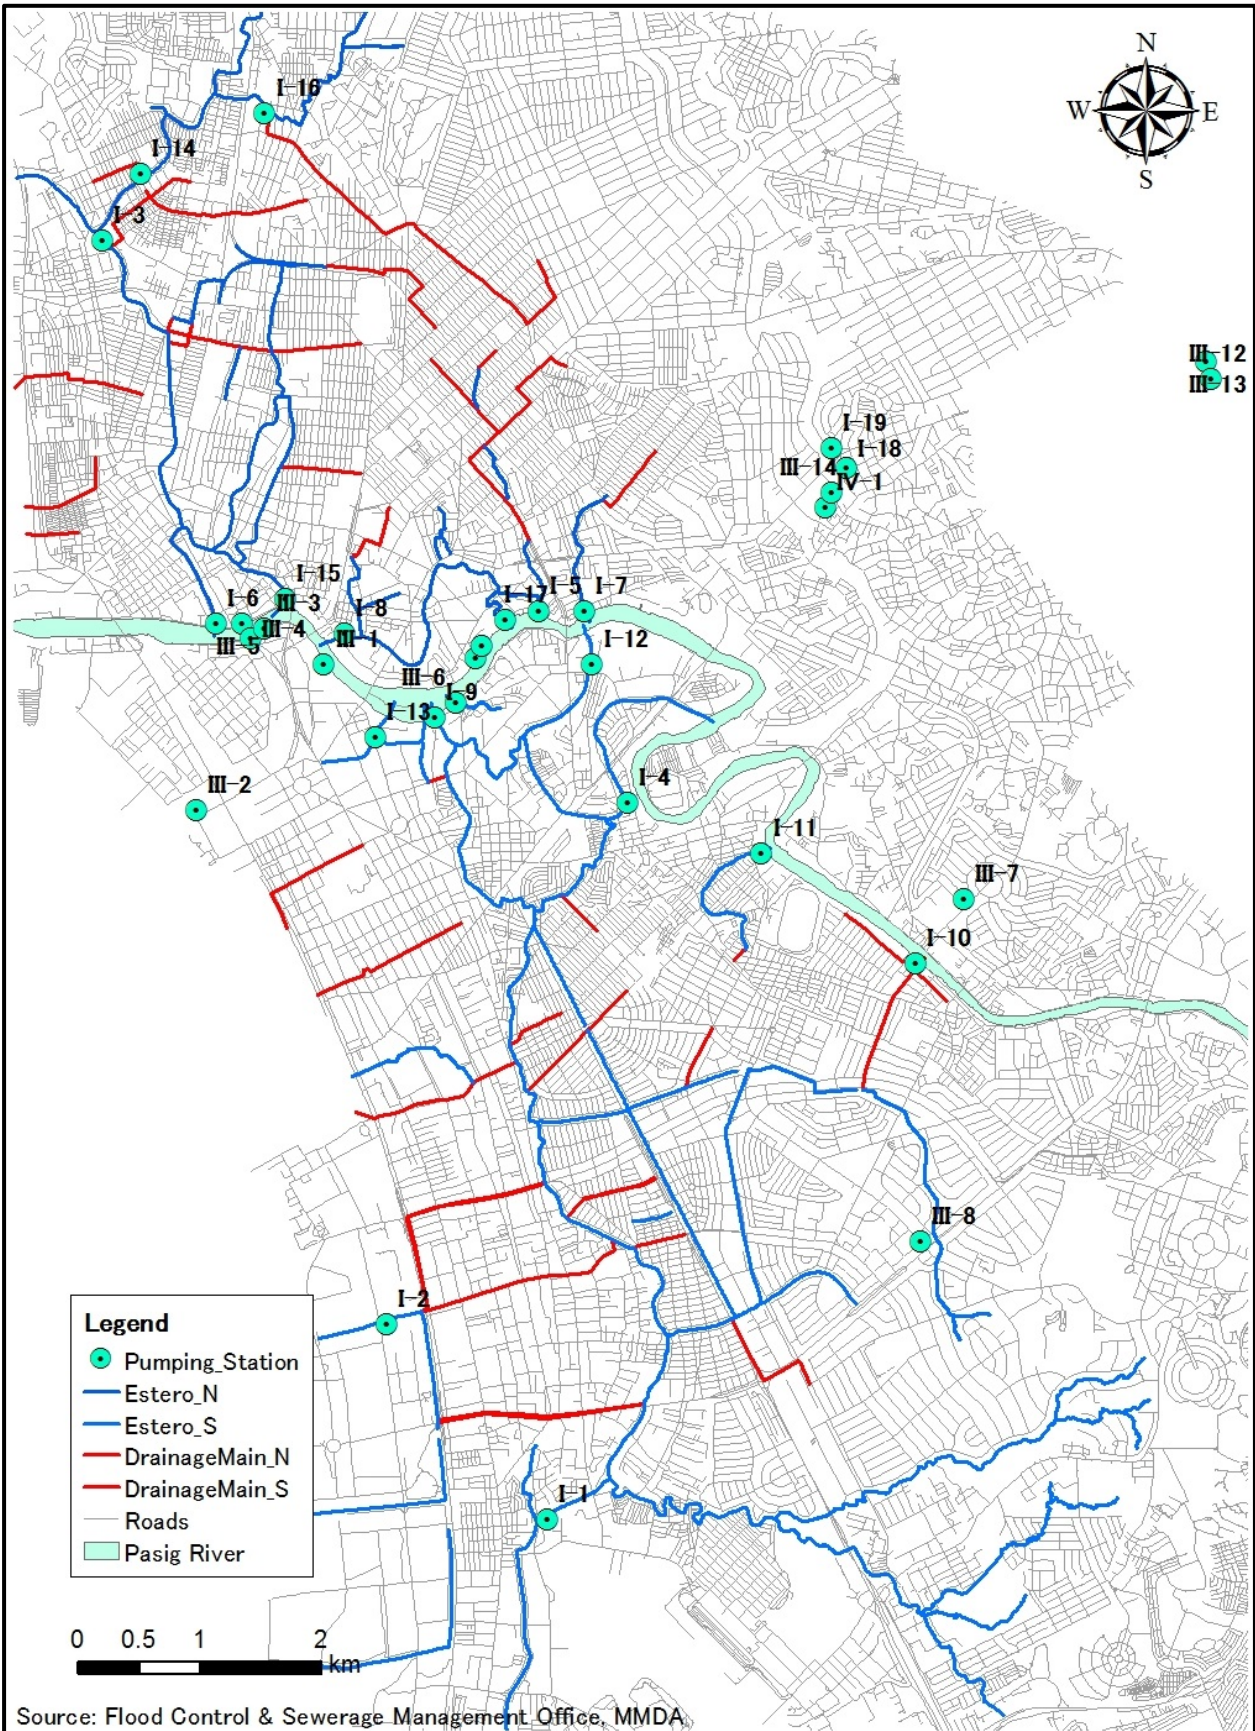 N
W
E
S
I-16
I-14
I-3
III-12
III-13
I-19
I-18
III-14
IV-1
I-15
I-6
III-3
I-8
I-17
I-5
I-7
III-4
III-5
III-1
I-12
III-6
I-9
I-13
III-2
I-4
I-11
III-7
I-10
III-8
I-2
I-1
Legend
Pumping_Station
Estero_N
Estero_S
DrainageMain_N
DrainageMain_S
Roads
Pasig River
0 0.5 1 2
km
Source: Flood Control & Sewerage Management Office, MMDA